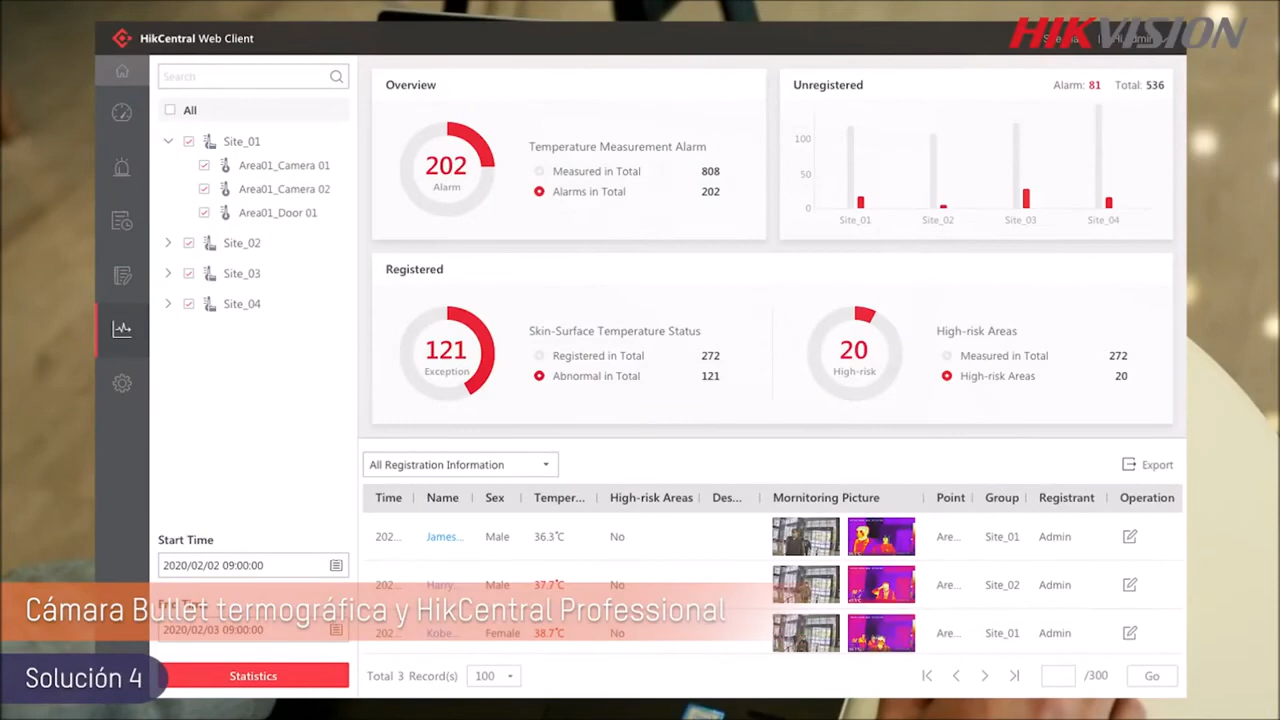 HikCentral Web Client
HIKVISION
Search
All
Site_01
Area01_Camera 01
Area01_Camera 02
Area01_Door 01
Site_02
Site_03
Site_04
Start Time
2020/02/02 09:00:00
2020/02/03 09:00:00
Statistics
Overview
202
Alarm
Temperature Measurement Alarm
Measured in Total 808
Alarms in Total 202
Unregistered Alarm: 81 Total: 536
100
50
0
Site_01 Site_02 Site_03 Site_04
Registered
121
Exception
Skin-Surface Temperature Status
Registered in Total 272
Abnormal in Total 121
20
High-risk
High-risk Areas
Measured in Total 272
High-risk Areas 20
All Registration Information Export
Time Name Sex Temper... High-risk Areas Des... Mornitoring Picture Point Group Registrant Operation
202... James... Male 36.3℃ No Are... Site_01 Admin
202... Harry Male 37.7℃ No Are... Site_02 Admin
202... Kobe... Female 38.7℃ No Are... Site_01 Admin
Total 3 Record(s) 100 /300 Go
Cámara Bullet termográfica y HikCentral Professional
Solución 4